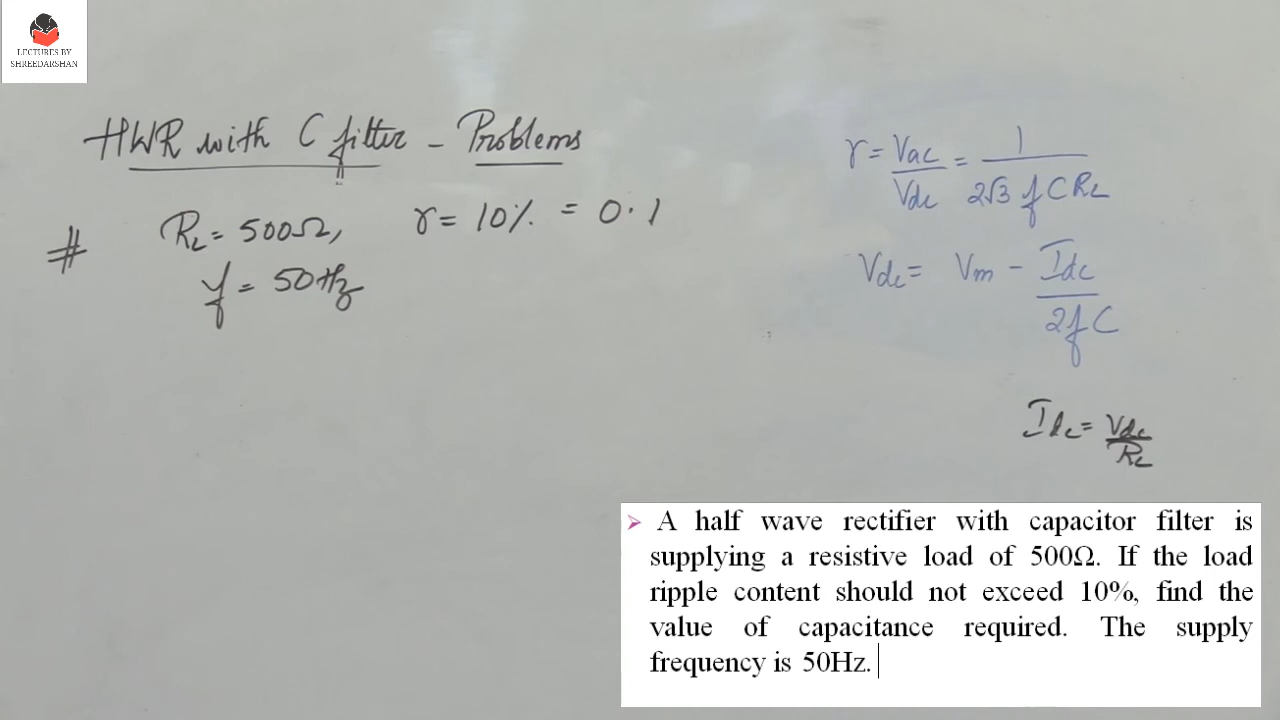 LECTURES BY
SHREEDARSHAN
HWR with C filter - Problems
# R_L = 500Ω, γ = 10% = 0.1
f = 50Hz
γ = Vac/Vdc = 1/(2√3 f C R_L)
Vdc = Vm - Idc/(2fC)
Idc = Vdc/R_L
➢ A half wave rectifier with capacitor filter is
supplying a resistive load of 500Ω. If the load
ripple content should not exceed 10%, find the
value of capacitance required. The supply
frequency is 50Hz.